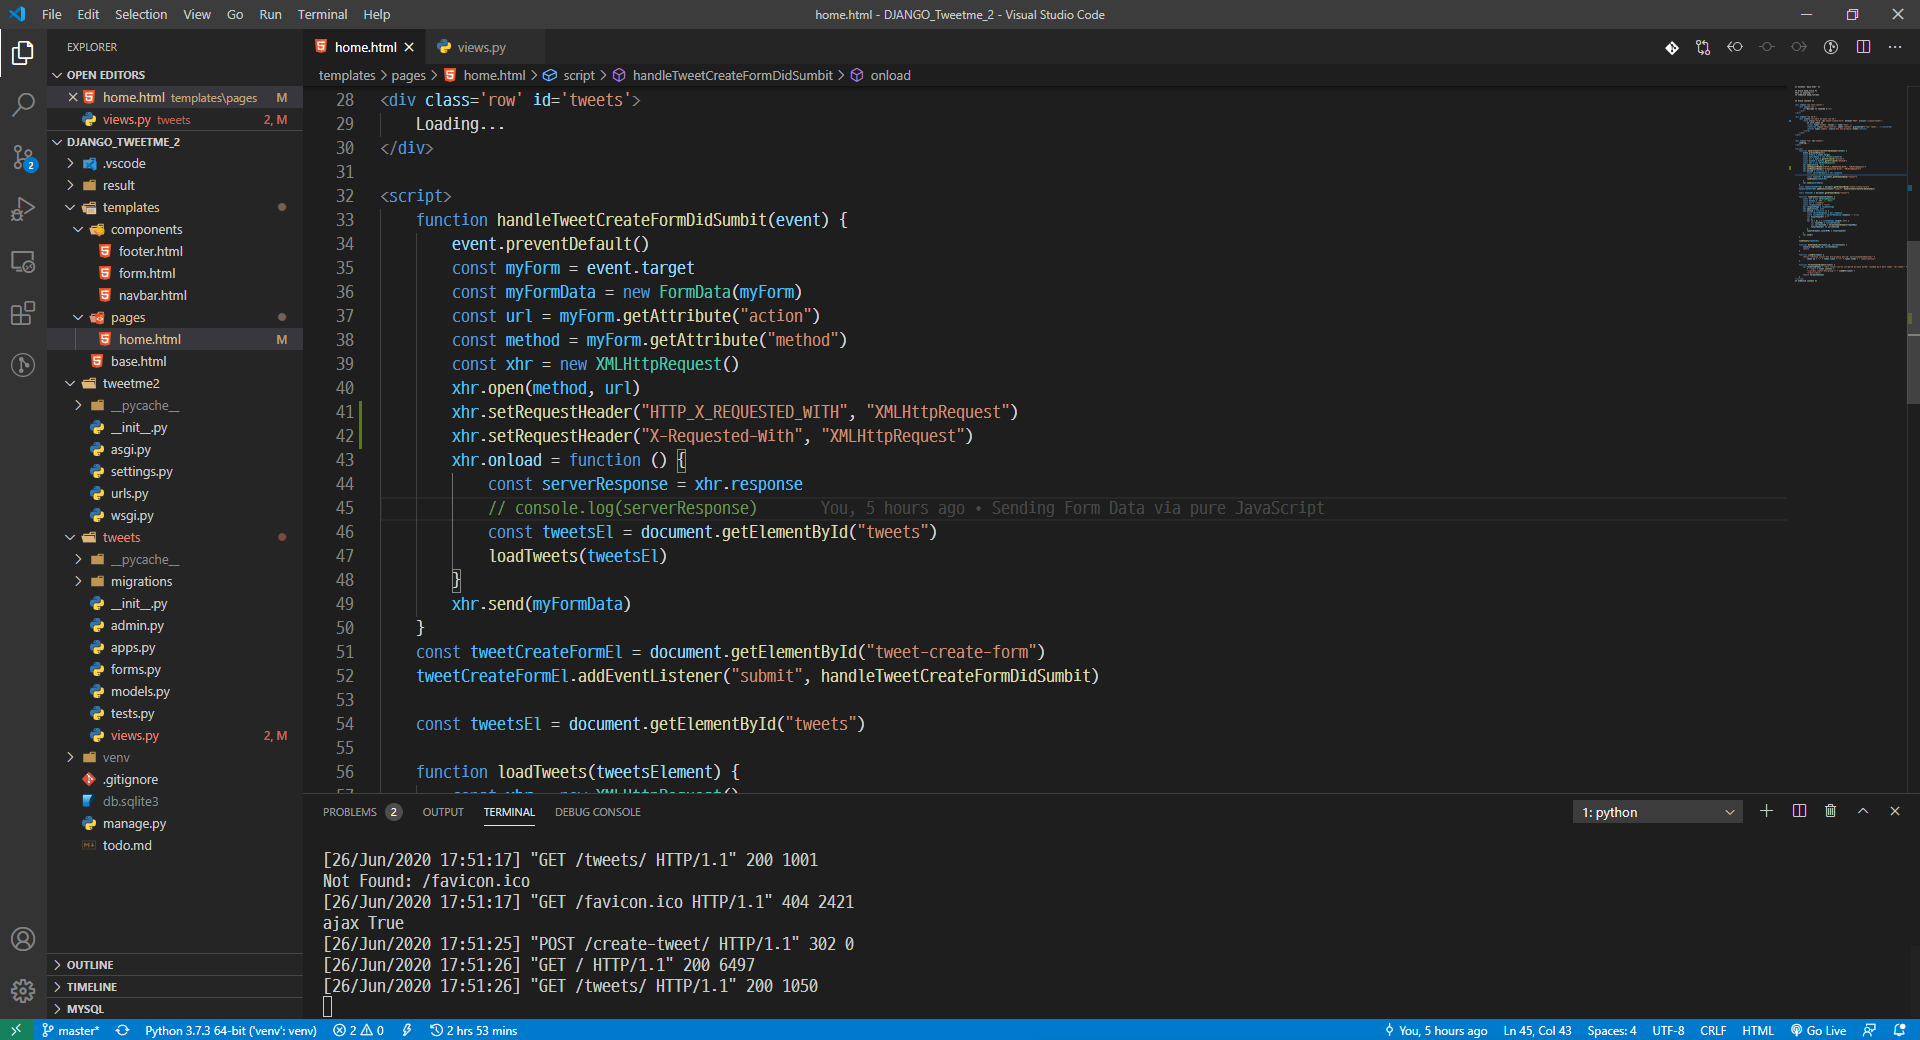 File Edit Selection View Go Run Terminal Help
home.html - DJANGO_Tweetme_2 - Visual Studio Code
EXPLORER
OPEN EDITORS
home.html templates\pages M
views.py tweets 2, M
DJANGO_TWEETME_2
.vscode
result
templates
components
footer.html
form.html
navbar.html
pages
home.html M
base.html
tweetme2
__pycache__
__init__.py
asgi.py
settings.py
urls.py
wsgi.py
tweets
__pycache__
migrations
__init__.py
admin.py
apps.py
forms.py
models.py
tests.py
views.py 2, M
venv
.gitignore
db.sqlite3
manage.py
todo.md
OUTLINE
TIMELINE
MYSQL
2
home.html views.py
templates > pages > home.html > script > handleTweetCreateFormDidSumbit > onload
28 <div class='row' id='tweets'>
29 Loading...
30 </div>
31
32 <script>
33 function handleTweetCreateFormDidSumbit(event) {
34 event.preventDefault()
35 const myForm = event.target
36 const myFormData = new FormData(myForm)
37 const url = myForm.getAttribute("action")
38 const method = myForm.getAttribute("method")
39 const xhr = new XMLHttpRequest()
40 xhr.open(method, url)
41 xhr.setRequestHeader("HTTP_X_REQUESTED_WITH", "XMLHttpRequest")
42 xhr.setRequestHeader("X-Requested-With", "XMLHttpRequest")
43 xhr.onload = function () {
44 const serverResponse = xhr.response
45 // console.log(serverResponse) You, 5 hours ago • Sending Form Data via pure JavaScript
46 const tweetsEl = document.getElementById("tweets")
47 loadTweets(tweetsEl)
48 }
49 xhr.send(myFormData)
50 }
51 const tweetCreateFormEl = document.getElementById("tweet-create-form")
52 tweetCreateFormEl.addEventListener("submit", handleTweetCreateFormDidSumbit)
53
54 const tweetsEl = document.getElementById("tweets")
55
56 function loadTweets(tweetsElement) {
57 const xhr = new XMLHttpRequest()
PROBLEMS 2 OUTPUT TERMINAL DEBUG CONSOLE
1: python
[26/Jun/2020 17:51:17] "GET /tweets/ HTTP/1.1" 200 1001
Not Found: /favicon.ico
[26/Jun/2020 17:51:17] "GET /favicon.ico HTTP/1.1" 404 2421
ajax True
[26/Jun/2020 17:51:25] "POST /create-tweet/ HTTP/1.1" 302 0
[26/Jun/2020 17:51:26] "GET / HTTP/1.1" 200 6497
[26/Jun/2020 17:51:26] "GET /tweets/ HTTP/1.1" 200 1050
master* Python 3.7.3 64-bit ('venv': venv) 2 0 2 hrs 53 mins
You, 5 hours ago Ln 45, Col 43 Spaces: 4 UTF-8 CRLF HTML Go Live